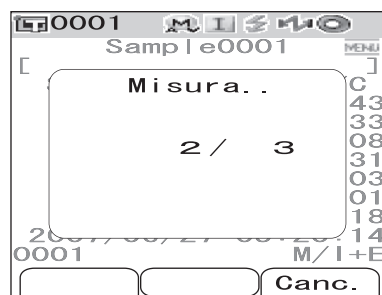 0001
Sample0001 MENU
[ ]
Misura.. /C
43
33
2/ 3 08
31
03
01
18
14
0001 M/I+E
Canc.